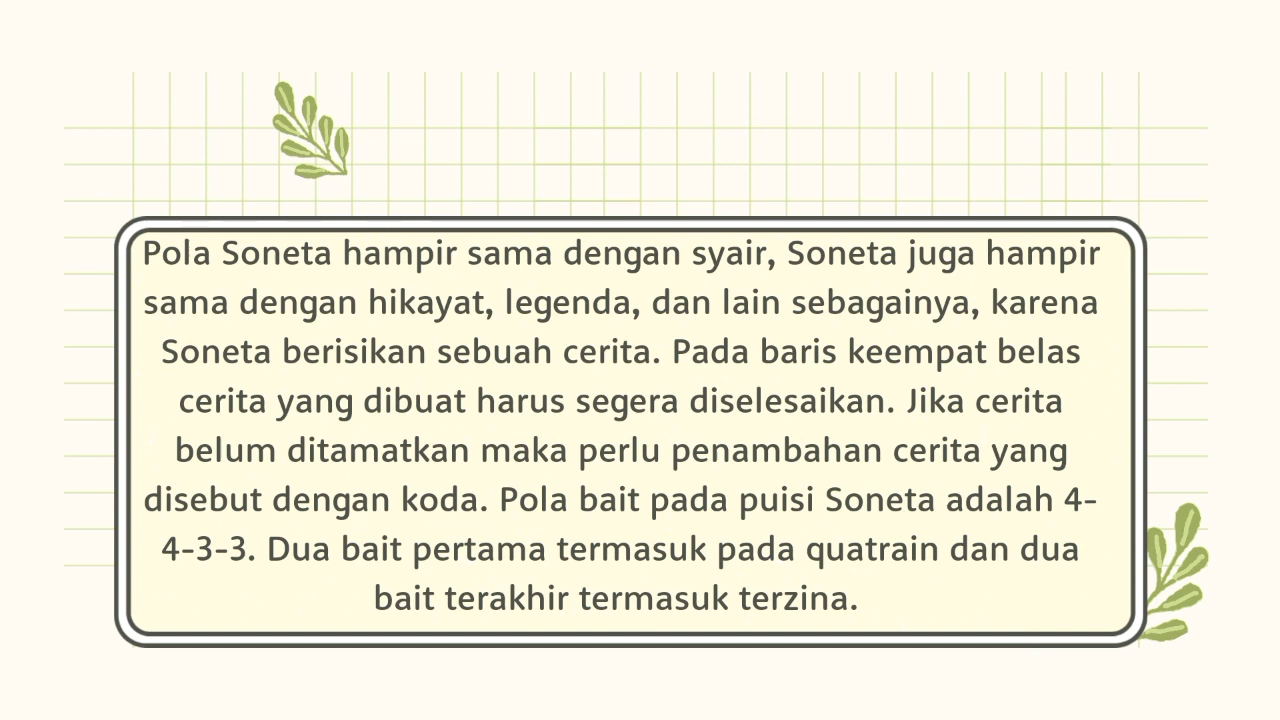 Pola Soneta hampir sama dengan syair, Soneta juga hampir
sama dengan hikayat, legenda, dan lain sebagainya, karena
Soneta berisikan sebuah cerita. Pada baris keempat belas
cerita yang dibuat harus segera diselesaikan. Jika cerita
belum ditamatkan maka perlu penambahan cerita yang
disebut dengan koda. Pola bait pada puisi Soneta adalah 4-
4-3-3. Dua bait pertama termasuk pada quatrain dan dua
bait terakhir termasuk terzina.